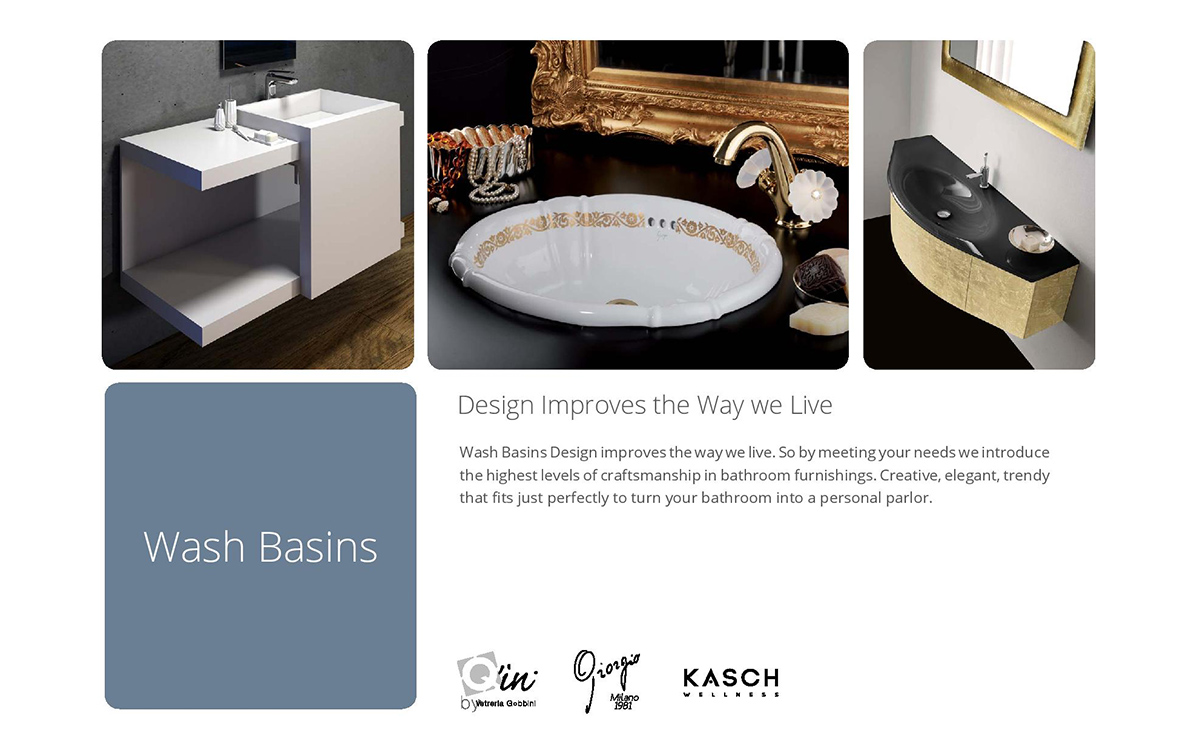 Wash Basins
Design Improves the Way we Live
Wash Basins Design improves the way we live. So by meeting your needs we introduce
the highest levels of craftsmanship in bathroom furnishings. Creative, elegant, trendy
that fits just perfectly to turn your bathroom into a personal parlor.
Q'in
by Vetreria Gobbini
Giorgio
Milano
1981
KASCH
WELLNESS